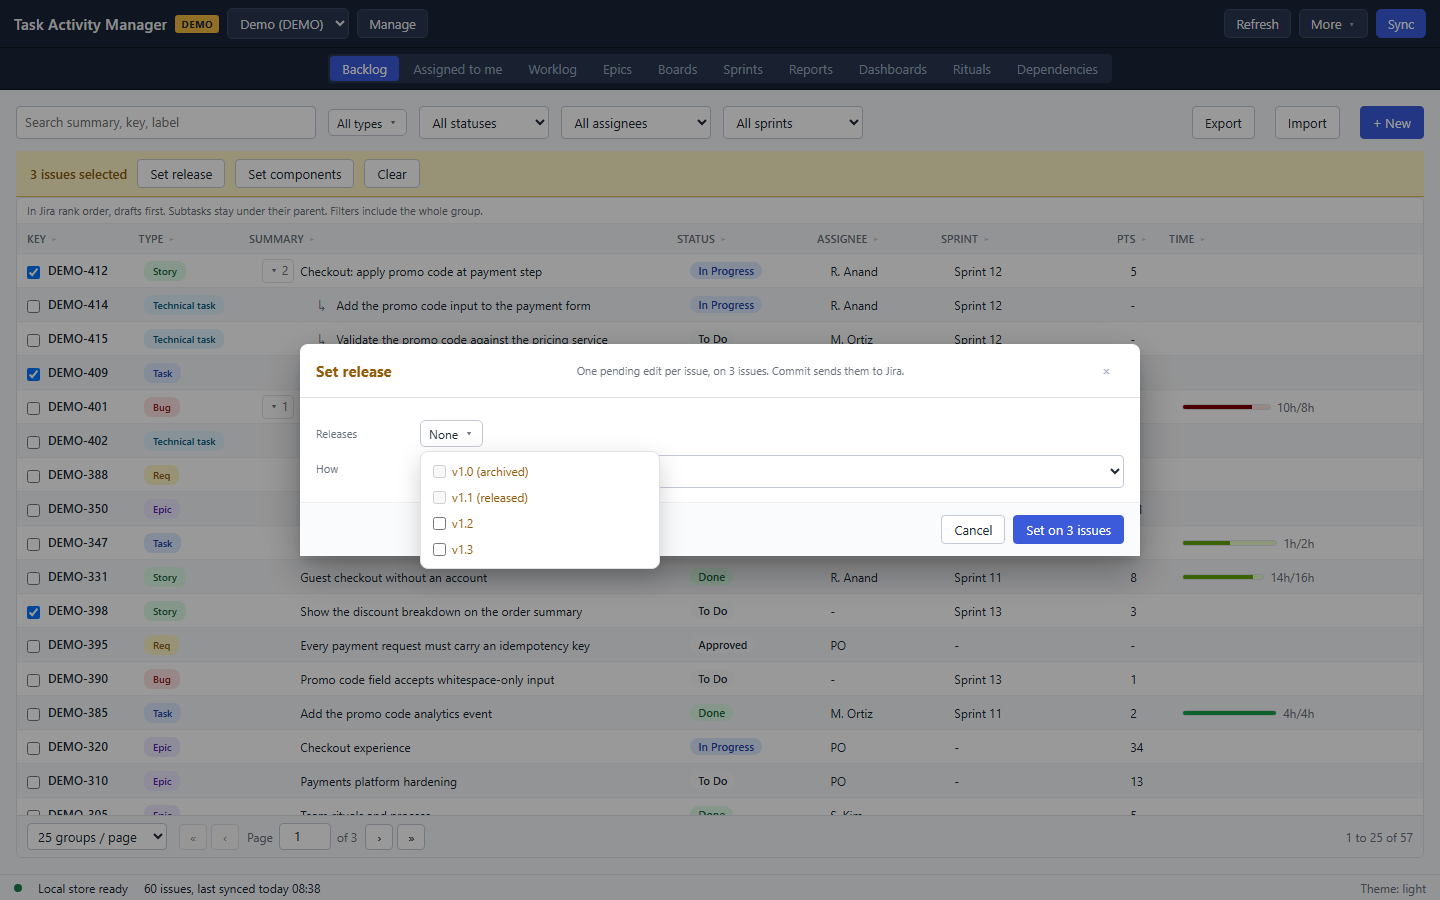 Task Activity Manager DEMO Demo (DEMO) Manage Refresh More Sync
Backlog Assigned to me Worklog Epics Boards Sprints Reports Dashboards Rituals Dependencies
Search summary, key, label All types All statuses All assignees All sprints Export Import + New
3 issues selected Set release Set components Clear
In Jira rank order, drafts first. Subtasks stay under their parent. Filters include the whole group.
KEY TYPE SUMMARY STATUS ASSIGNEE SPRINT PTS TIME
DEMO-412 Story 2 Checkout: apply promo code at payment step In Progress R. Anand Sprint 12 5
DEMO-414 Technical task ↳ Add the promo code input to the payment form In Progress R. Anand Sprint 12 -
DEMO-415 Technical task ↳ Validate the promo code against the pricing service To Do M. Ortiz Sprint 12 -
DEMO-409 Task
DEMO-401 Bug 1 10h/8h
DEMO-402 Technical task
DEMO-388 Req
DEMO-350 Epic
DEMO-347 Task 1h/2h
Set release One pending edit per issue, on 3 issues. Commit sends them to Jira. ×
Releases None
How
v1.0 (archived)
v1.1 (released)
v1.2
v1.3
Cancel Set on 3 issues
DEMO-331 Story Guest checkout without an account Done R. Anand Sprint 11 8 14h/16h
DEMO-398 Story Show the discount breakdown on the order summary To Do - Sprint 13 3
DEMO-395 Req Every payment request must carry an idempotency key Approved PO - -
DEMO-390 Bug Promo code field accepts whitespace-only input To Do - Sprint 13 1
DEMO-385 Task Add the promo code analytics event Done M. Ortiz Sprint 11 2 4h/4h
DEMO-320 Epic Checkout experience In Progress PO - 34
DEMO-310 Epic Payments platform hardening To Do PO - 13
DEMO-305 Epic Team rituals and process Done S. Kim 5
25 groups / page « ‹ Page 1 of 3 › » 1 to 25 of 57
Local store ready 60 issues, last synced today 08:38 Theme: light